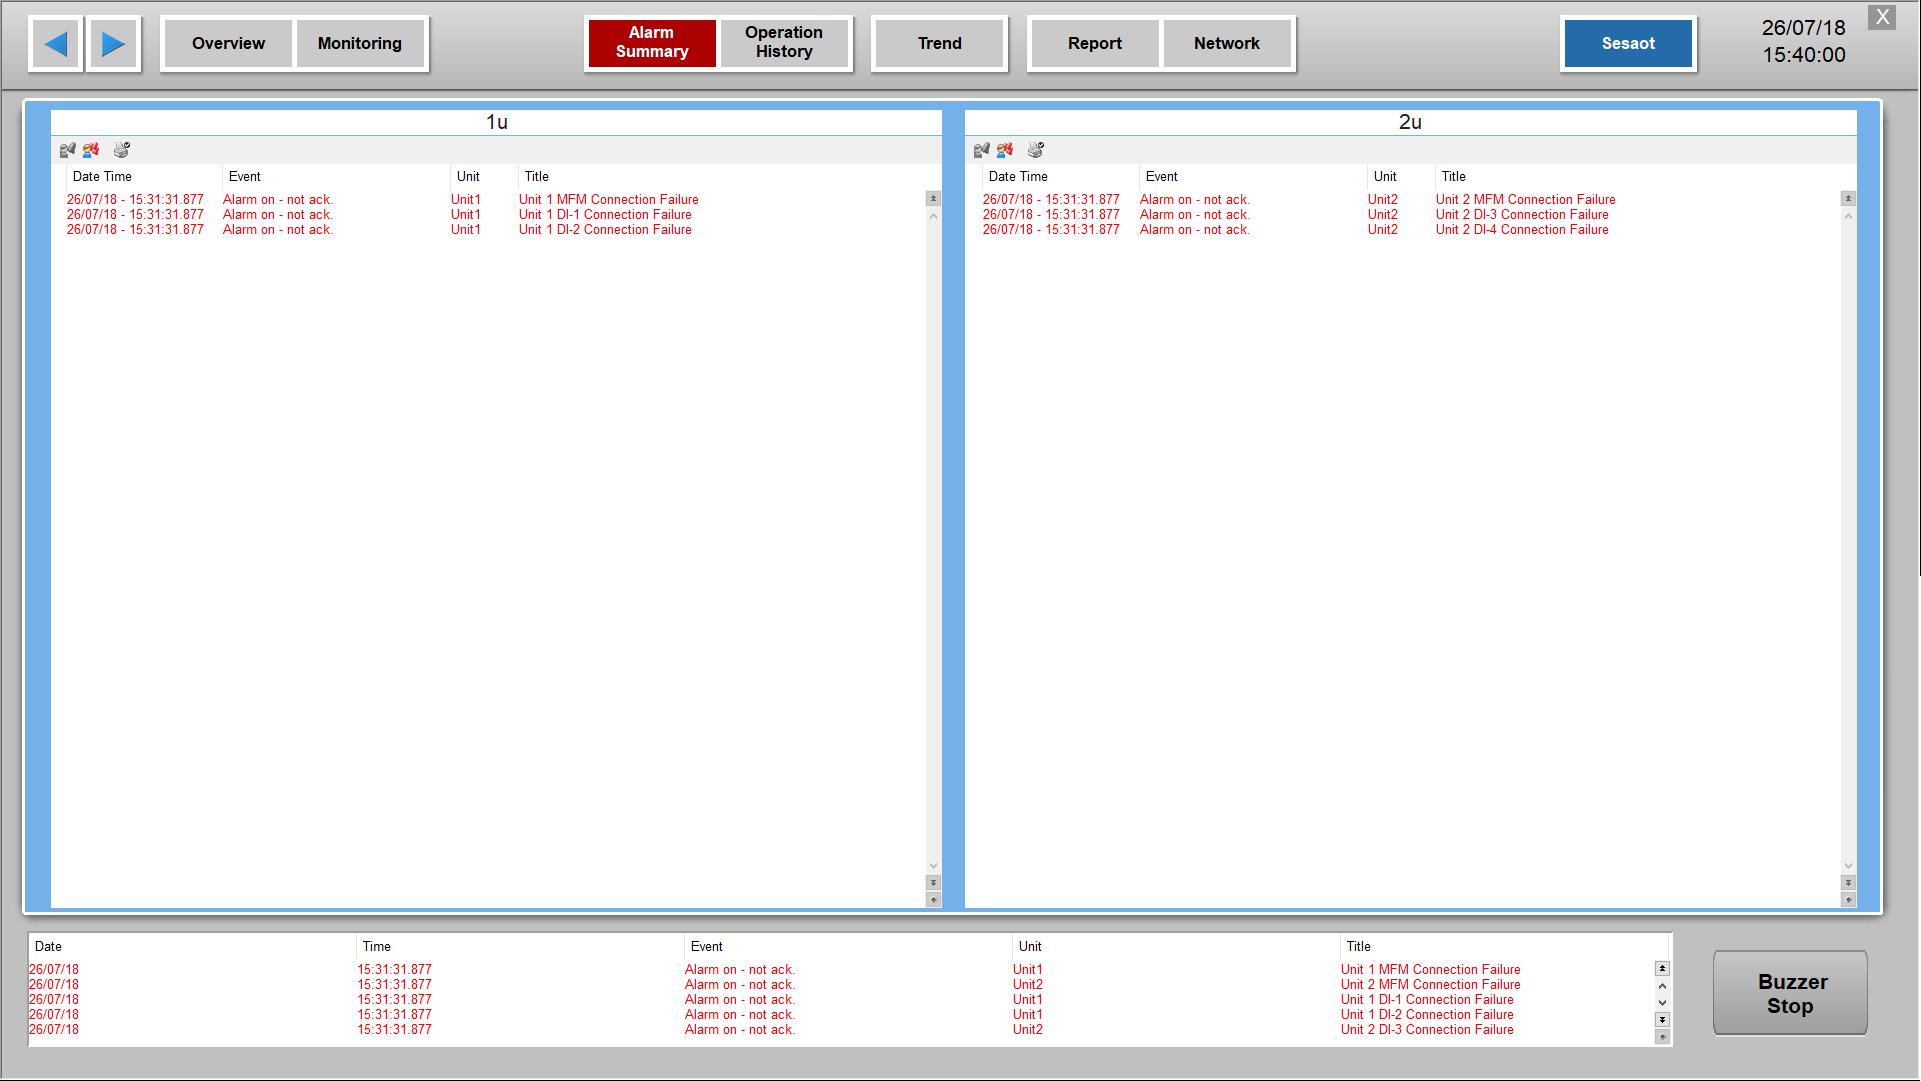 Overview
Monitoring
Alarm
Summary
Operation
History
Trend
Report
Network
Sesaot
26/07/18
15:40:00
X
1u
Date Time Event Unit Title
26/07/18 - 15:31:31.877 Alarm on - not ack. Unit1 Unit 1 MFM Connection Failure
26/07/18 - 15:31:31.877 Alarm on - not ack. Unit1 Unit 1 DI-1 Connection Failure
26/07/18 - 15:31:31.877 Alarm on - not ack. Unit1 Unit 1 DI-2 Connection Failure
2u
Date Time Event Unit Title
26/07/18 - 15:31:31.877 Alarm on - not ack. Unit2 Unit 2 MFM Connection Failure
26/07/18 - 15:31:31.877 Alarm on - not ack. Unit2 Unit 2 DI-3 Connection Failure
26/07/18 - 15:31:31.877 Alarm on - not ack. Unit2 Unit 2 DI-4 Connection Failure
Date Time Event Unit Title
26/07/18 15:31:31.877 Alarm on - not ack. Unit1 Unit 1 MFM Connection Failure
26/07/18 15:31:31.877 Alarm on - not ack. Unit2 Unit 2 MFM Connection Failure
26/07/18 15:31:31.877 Alarm on - not ack. Unit1 Unit 1 DI-1 Connection Failure
26/07/18 15:31:31.877 Alarm on - not ack. Unit1 Unit 1 DI-2 Connection Failure
26/07/18 15:31:31.877 Alarm on - not ack. Unit2 Unit 2 DI-3 Connection Failure
Buzzer
Stop